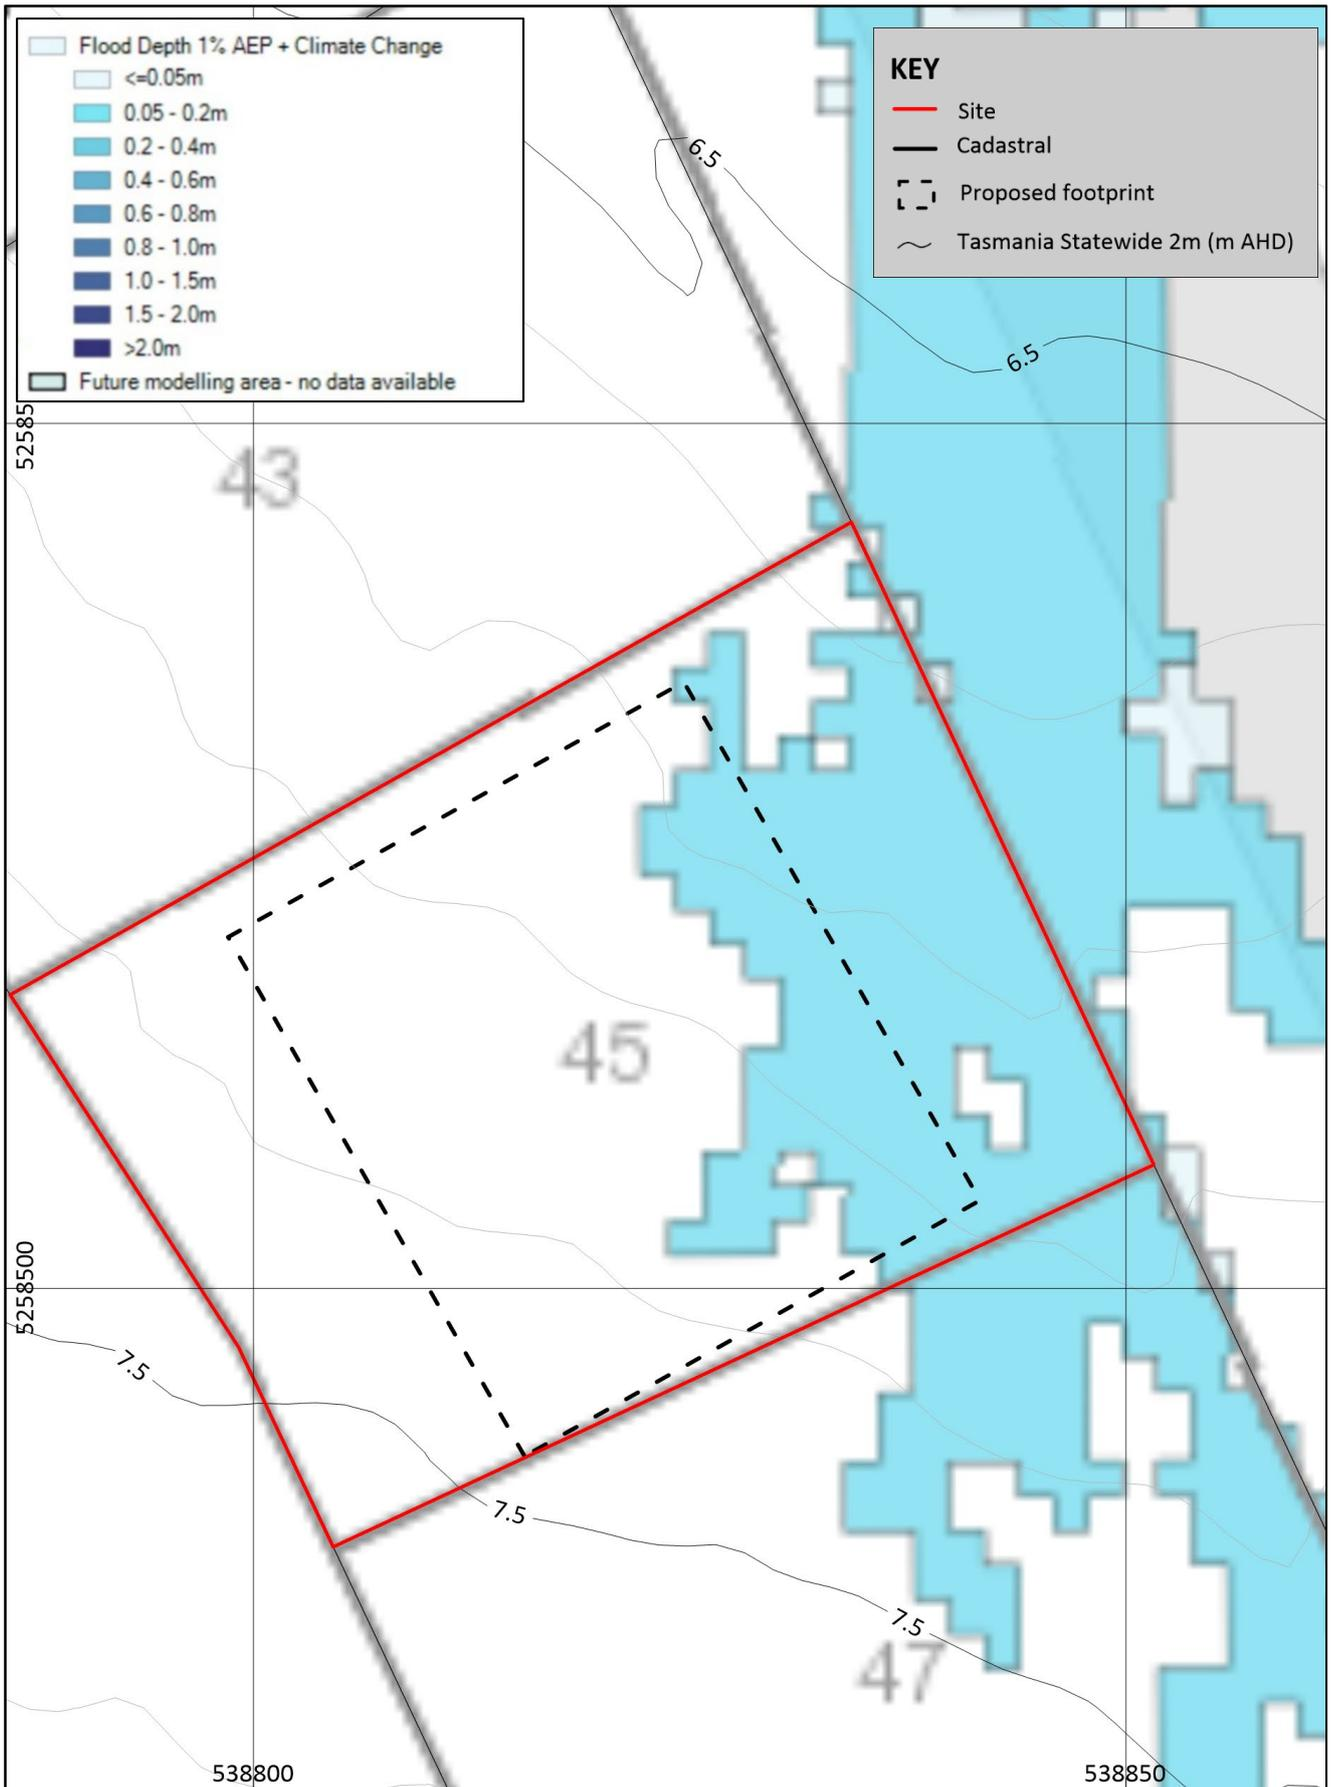 Flood Depth 1% AEP + Climate Change
<=0.05m
0.05 - 0.2m
0.2 - 0.4m
0.4 - 0.6m
0.6 - 0.8m
0.8 - 1.0m
1.0 - 1.5m
1.5 - 2.0m
>2.0m
Future modelling area - no data available
KEY
Site
Cadastral
Proposed footprint
Tasmania Statewide 2m (m AHD)
6.5
6.5
43
45
5258500
7.5
7.5
7.5
47
538800
538850